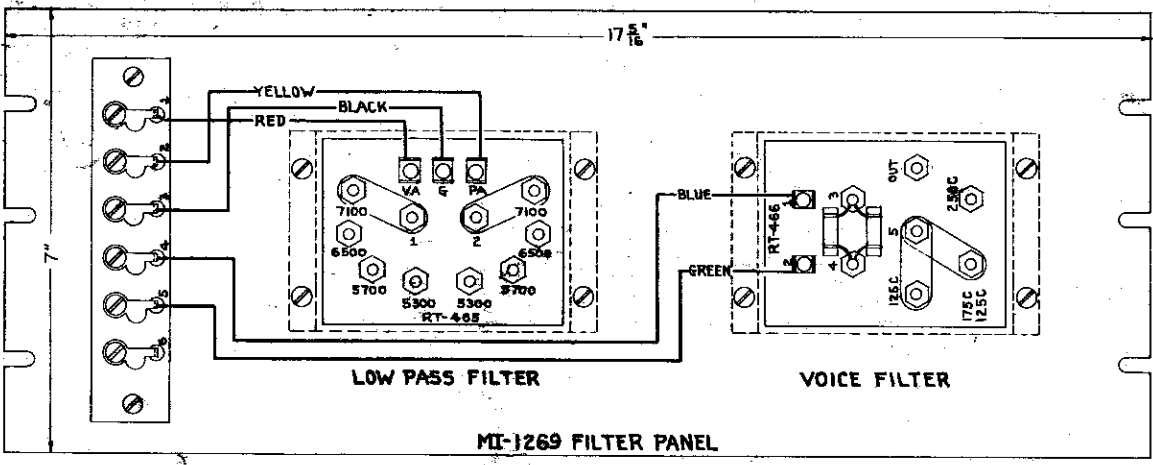 17 5/16"
7"
1
2
3
4
5
6
YELLOW
BLACK
RED
VA
G
PA
7100
7100
1
2
6500
6500
5700
5300
5300
5700
RT-465
LOW PASS FILTER
BLUE
GREEN
OUT
250C
1
3
RT-466
5
2
4
125C
175C
125C
VOICE FILTER
MI-1269 FILTER PANEL